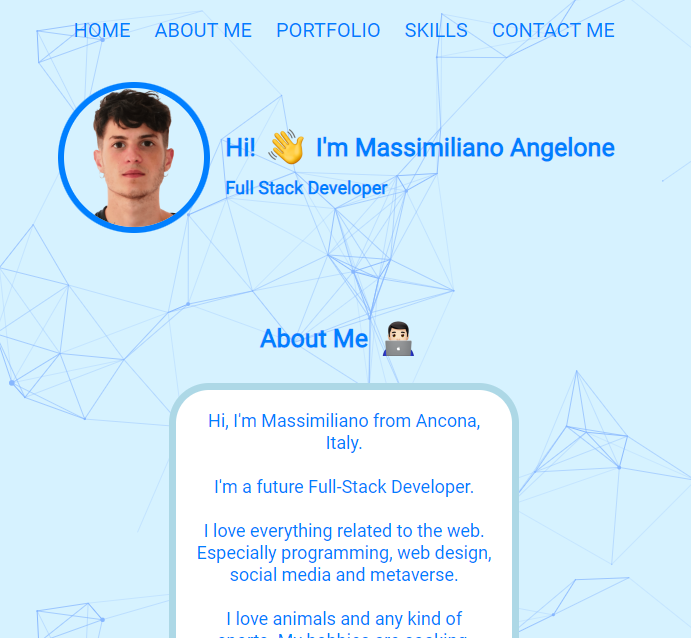 HOME ABOUT ME PORTFOLIO SKILLS CONTACT ME
Hi! 👋 I'm Massimiliano Angelone
Full Stack Developer
About Me 👨🏻‍💻
Hi, I'm Massimiliano from Ancona,
Italy.
I'm a future Full-Stack Developer.
I love everything related to the web.
Especially programming, web design,
social media and metaverse.
I love animals and any kind of
sports. My hobbies are cooking,